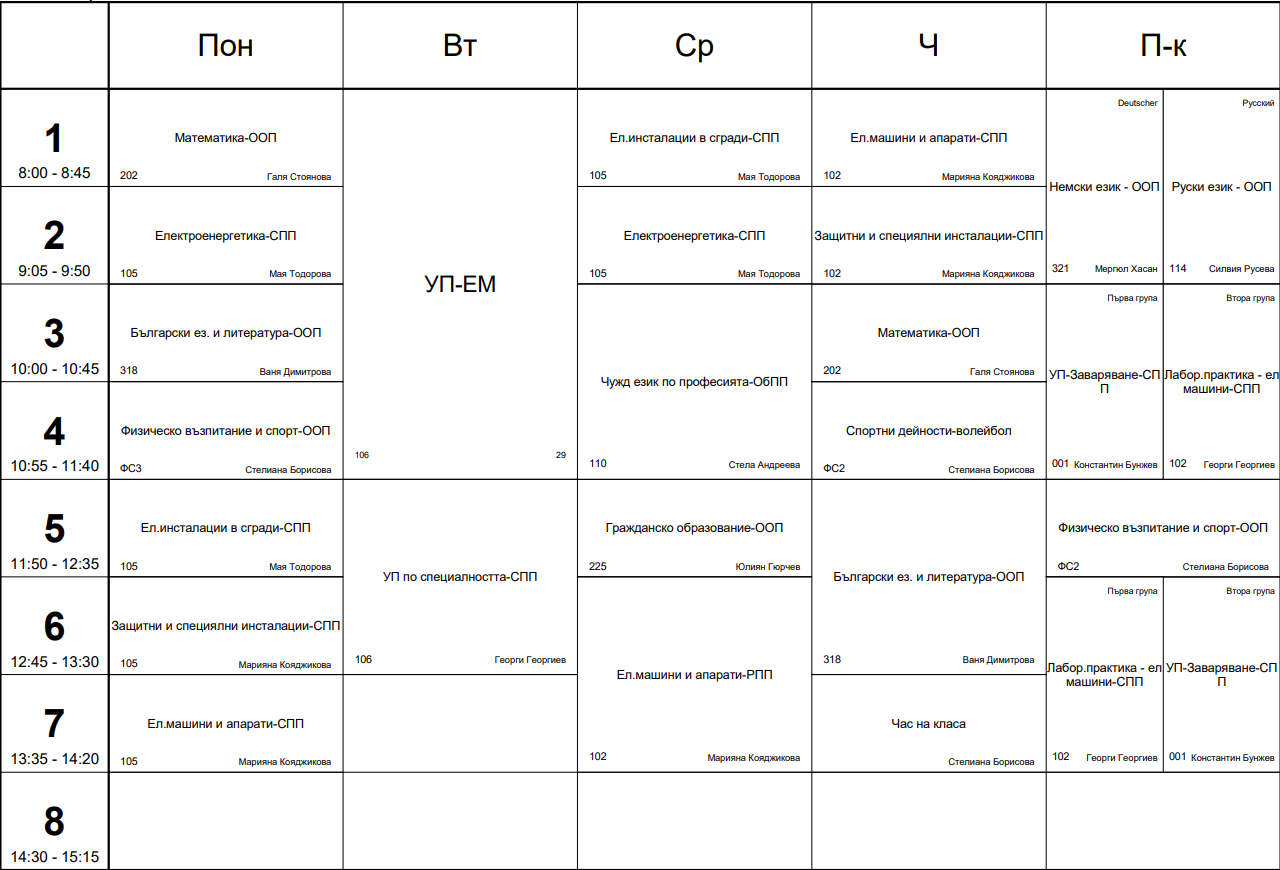 Пон Вт Ср Ч П-к
1
8:00 - 8:45
Математика-ООП
202 Галя Стоянова
Ел.инсталации в сгради-СПП
105 Мая Тодорова
Ел.машини и апарати-СПП
102 Марияна Кояджикова
Deutscher
Немски език - ООП
321 Мергюл Хасан
Русский
Руски език - ООП
114 Силвия Русева
2
9:05 - 9:50
Електроенергетика-СПП
105 Мая Тодорова
УП-ЕМ
106 29
Електроенергетика-СПП
105 Мая Тодорова
Защитни и специялни инсталации-СПП
102 Марияна Кояджикова
3
10:00 - 10:45
Български ез. и литература-ООП
318 Ваня Димитрова
Чужд език по професията-ОбПП
110 Стела Андреева
Математика-ООП
202 Галя Стоянова
Първа група
УП-Заваряване-СП
П
001 Константин Бунжев
Втора група
Лабор.практика - ел
машини-СПП
102 Георги Георгиев
4
10:55 - 11:40
Физическо възпитание и спорт-ООП
ФС3 Стелиана Борисова
Спортни дейности-волейбол
ФС2 Стелиана Борисова
5
11:50 - 12:35
Ел.инсталации в сгради-СПП
105 Мая Тодорова
УП по специалността-СПП
106 Георги Георгиев
Гражданско образование-ООП
225 Юлиян Гюрчев
Български ез. и литература-ООП
318 Ваня Димитрова
Физическо възпитание и спорт-ООП
ФС2 Стелиана Борисова
6
12:45 - 13:30
Защитни и специялни инсталации-СПП
105 Марияна Кояджикова
Ел.машини и апарати-РПП
102 Марияна Кояджикова
Първа група
Лабор.практика - ел
машини-СПП
102 Георги Георгиев
Втора група
УП-Заваряване-СП
П
001 Константин Бунжев
7
13:35 - 14:20
Ел.машини и апарати-СПП
105 Марияна Кояджикова
Час на класа
Стелиана Борисова
8
14:30 - 15:15